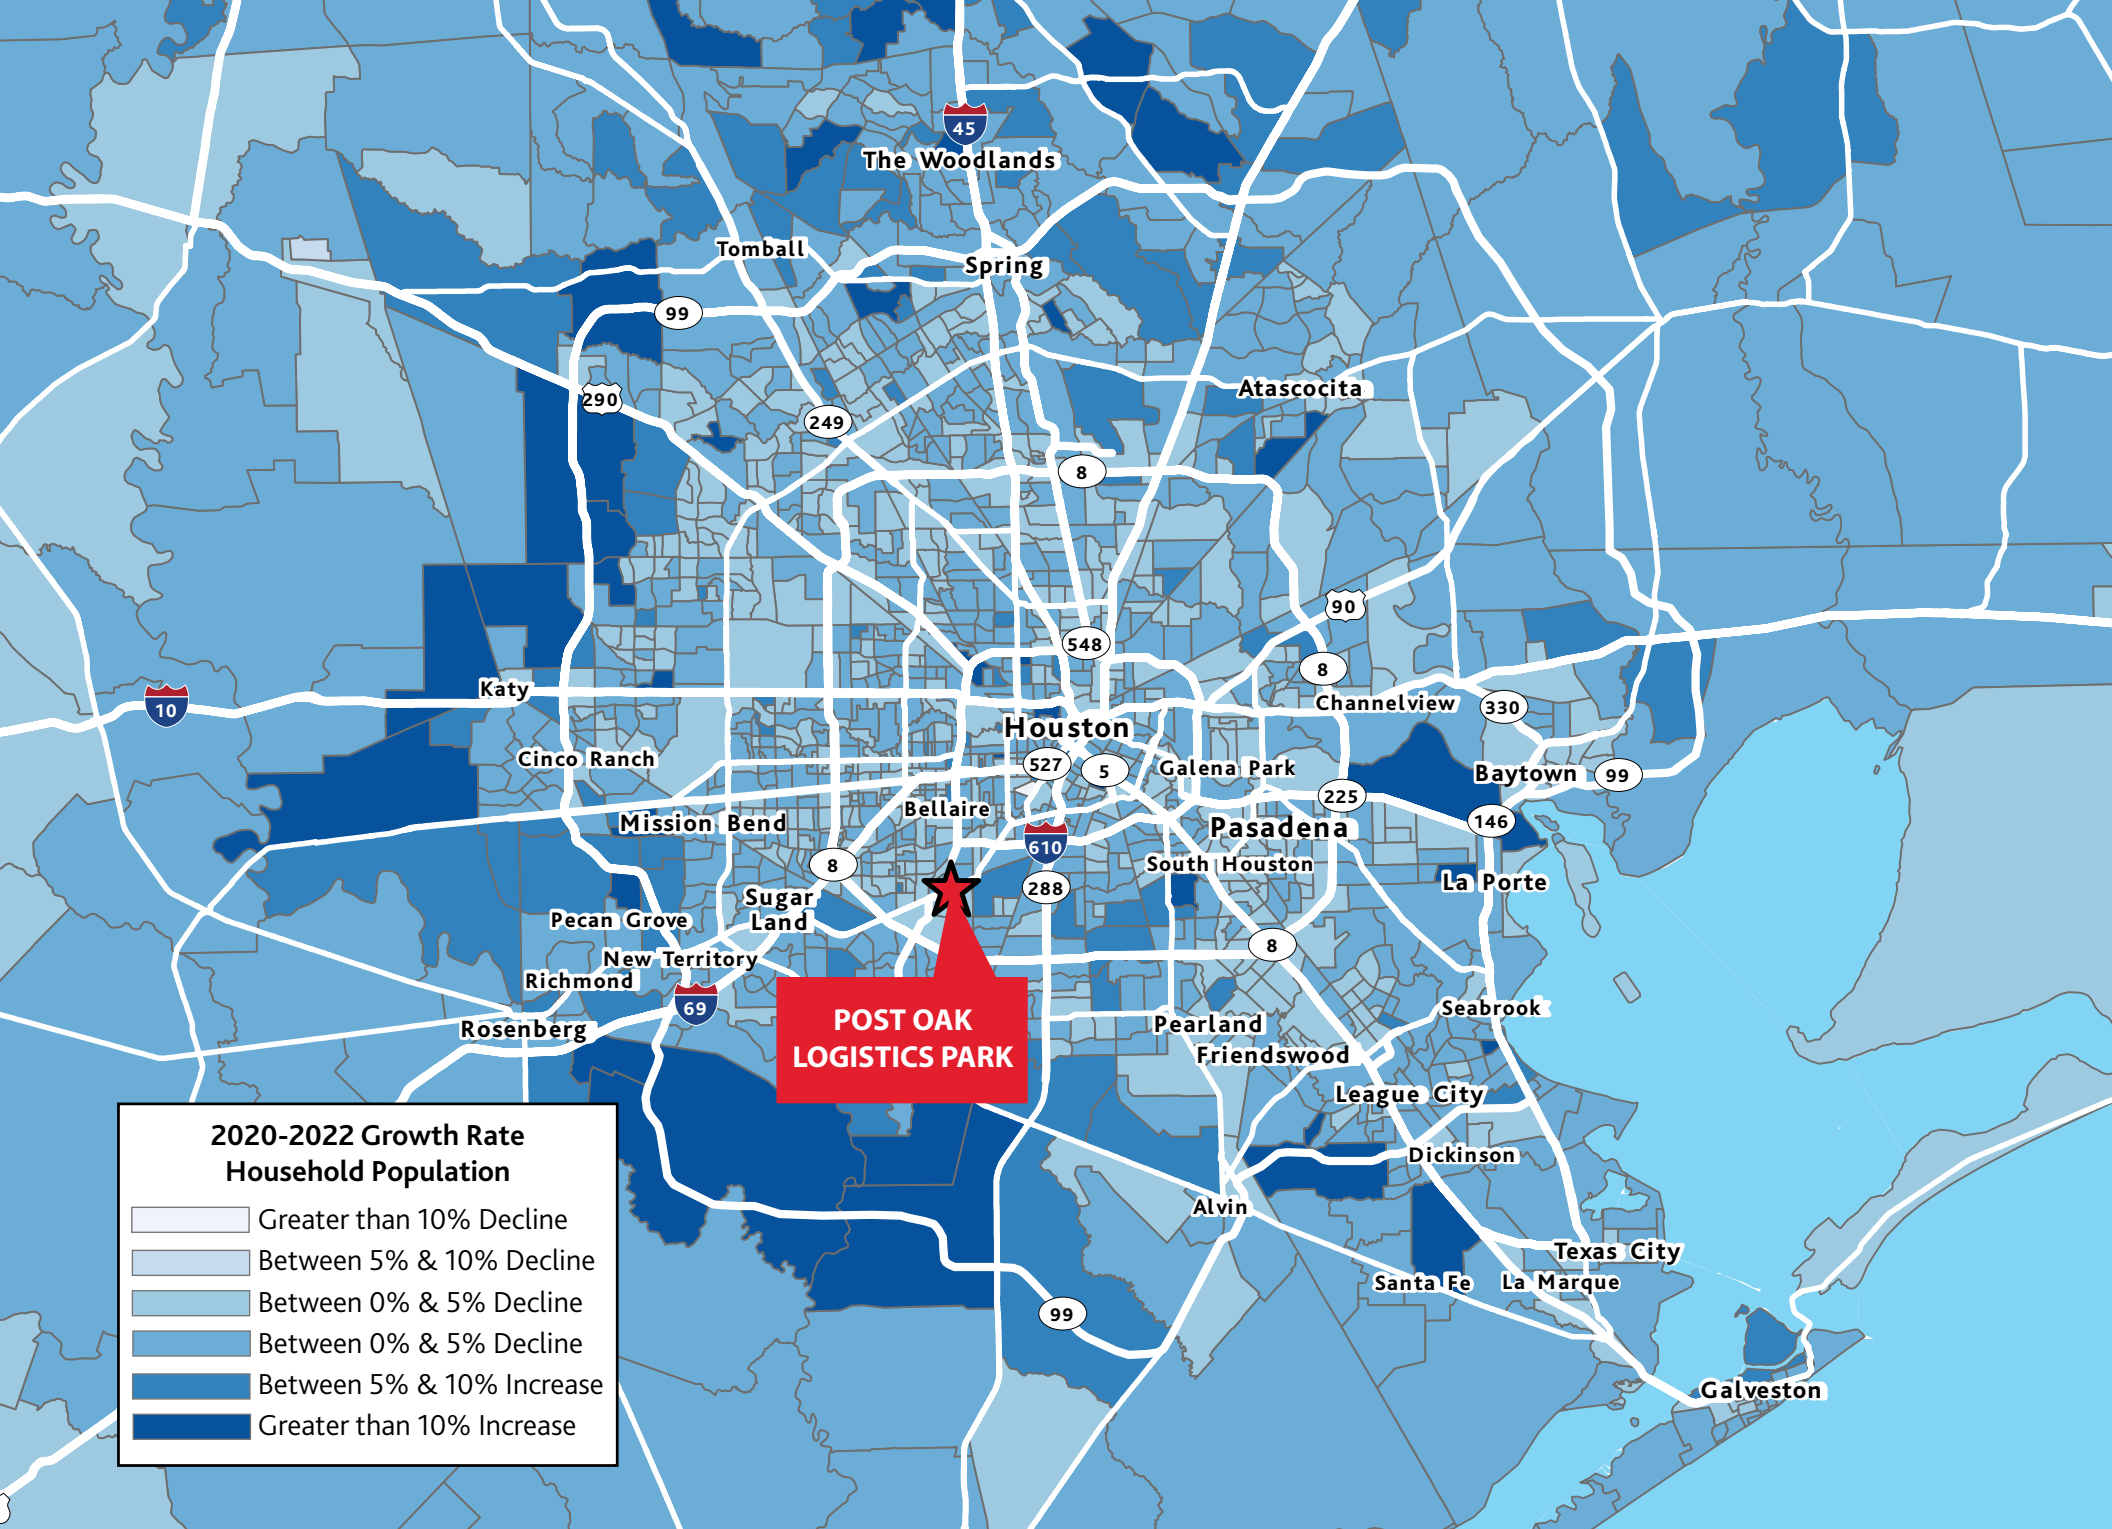 45
The Woodlands
Tomball
Spring
99
290
Atascocita
249
8
90
548
8
Katy
10
Channelview
330
Houston
Cinco Ranch
527
5
Galena Park
Baytown
99
225
Bellaire
Mission Bend
146
Pasadena
610
8
South Houston
La Porte
288
Sugar
Land
Pecan Grove
8
New Territory
Richmond
69
Seabrook
POST OAK
LOGISTICS PARK
Pearland
Rosenberg
Friendswood
League City
Dickinson
Alvin
Texas City
Santa Fe
La Marque
99
Galveston
2020-2022 Growth Rate
Household Population
Greater than 10% Decline
Between 5% & 10% Decline
Between 0% & 5% Decline
Between 0% & 5% Decline
Between 5% & 10% Increase
Greater than 10% Increase